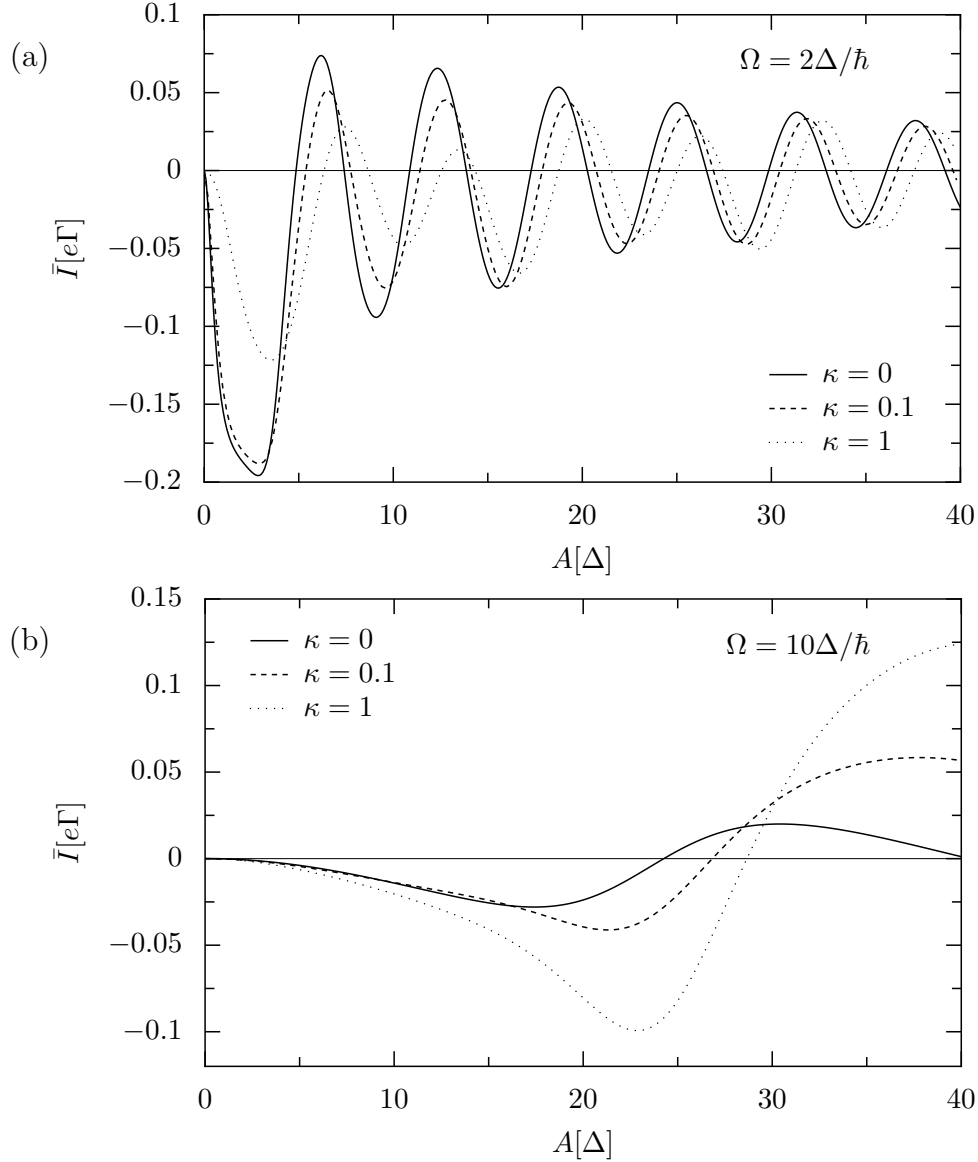 (a)
Ω = 2Δ/ħ
0.1
0.05
0
−0.05
−0.1
−0.15
−0.2
Ī[eΓ]
κ = 0
κ = 0.1
κ = 1
0 10 20 30 40
A[Δ]
(b)
κ = 0
κ = 0.1
κ = 1
Ω = 10Δ/ħ
0.15
0.1
0.05
0
−0.05
−0.1
Ī[eΓ]
0 10 20 30 40
A[Δ]